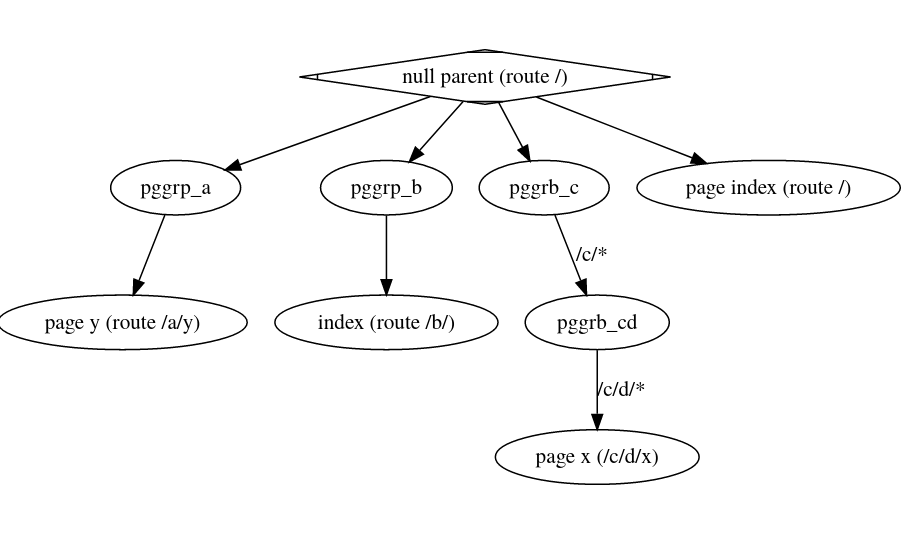 null parent (route /)
pggrp_a
pggrp_b
pggrb_c
page index (route /)
/c/*
page y (route /a/y)
index (route /b/)
pggrb_cd
/c/d/*
page x (/c/d/x)